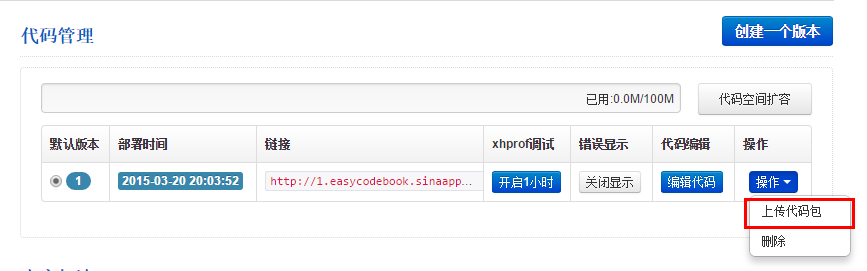 代码管理
创建一个版本
已用:0.0M/100M
代码空间扩容
默认版本 部署时间 链接 xhprof调试 错误显示 代码编辑 操作
1 2015-03-20 20:03:52 http://1.easycodebook.sinaapp... 开启1小时 关闭显示 编辑代码 操作
上传代码包
删除